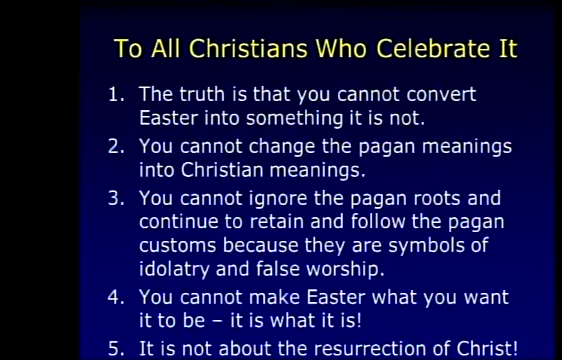 To All Christians Who Celebrate It
1. The truth is that you cannot convert
Easter into something it is not.
2. You cannot change the pagan meanings
into Christian meanings.
3. You cannot ignore the pagan roots and
continue to retain and follow the pagan
customs because they are symbols of
idolatry and false worship.
4. You cannot make Easter what you want
it to be – it is what it is!
5. It is not about the resurrection of Christ!